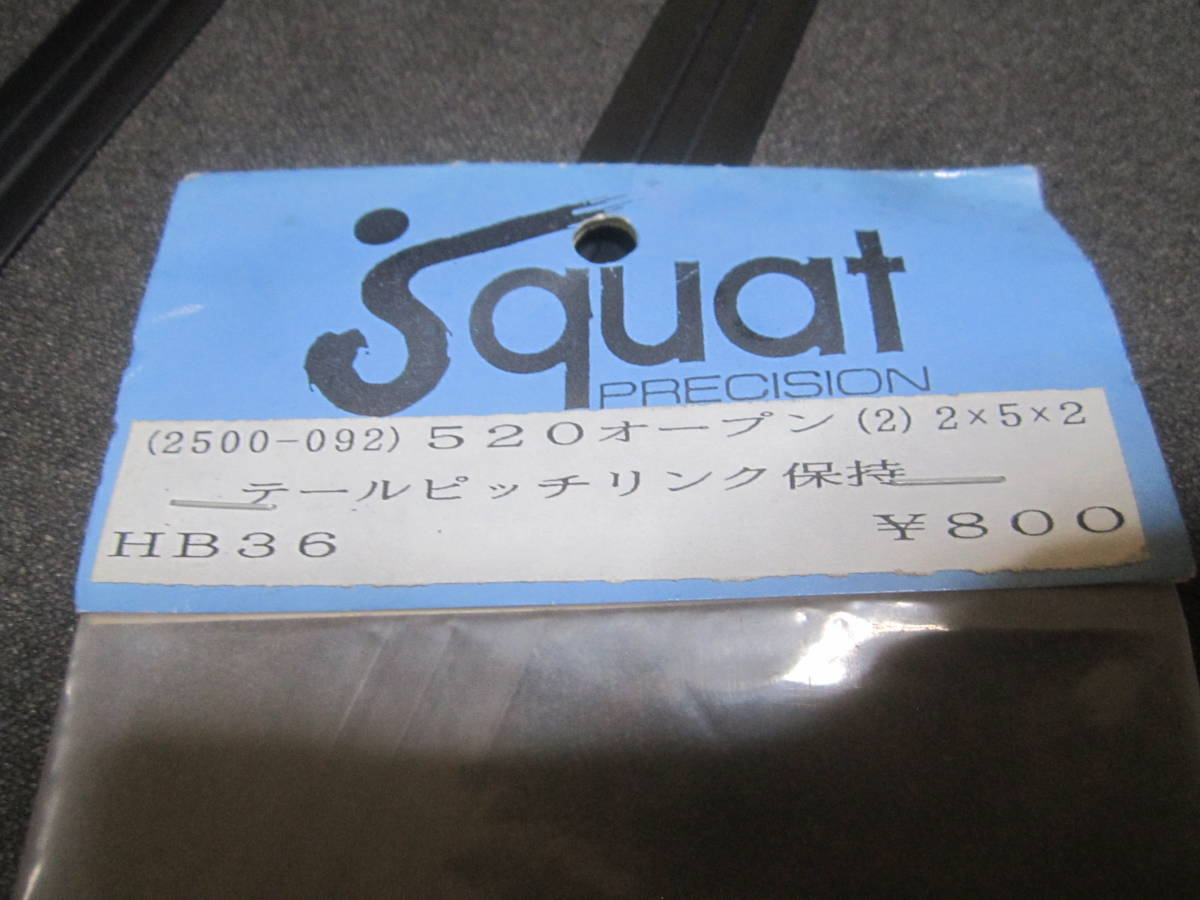 Squat
PRECISION
(2500-092) 520オープン (2) 2×5×2
テールピッチリンク保持
HB36 ¥800